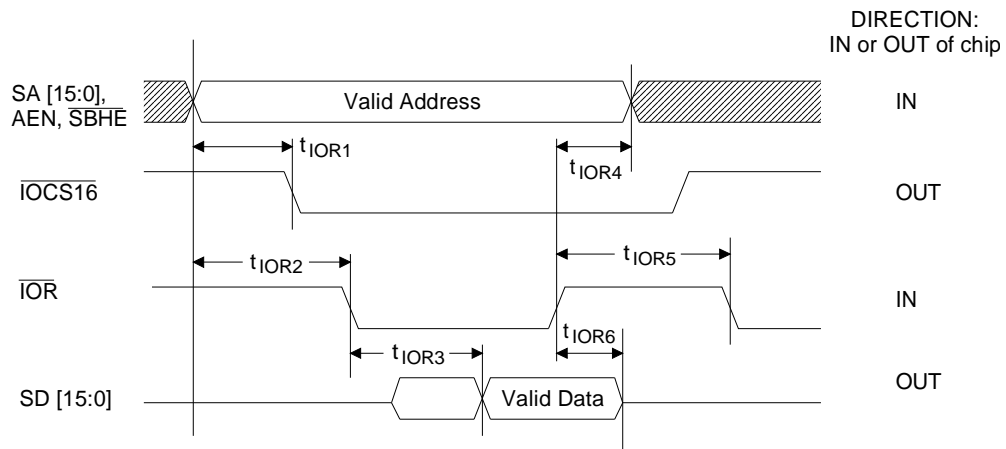 DIRECTION:
IN or OUT of chip
SA [15:0],
AEN, SBHE
Valid Address
IN
tIOR1
tIOR4
IOCS16
OUT
tIOR2
tIOR5
IOR
IN
tIOR3
tIOR6
SD [15:0]
Valid Data
OUT